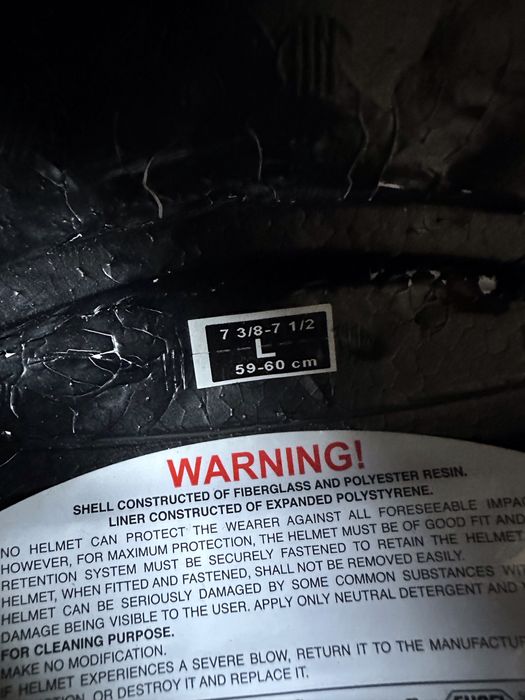 7 3/8-7 1/2
L
59-60 cm
WARNING!
SHELL CONSTRUCTED OF FIBERGLASS AND POLYESTER RESIN.
LINER CONSTRUCTED OF EXPANDED POLYSTYRENE.
NO HELMET CAN PROTECT THE WEARER AGAINST ALL FORESEEABLE
HOWEVER, FOR MAXIMUM PROTECTION, THE HELMET MUST BE OF GOOD FIT AND
RETENTION SYSTEM MUST BE SECURELY FASTENED TO RETAIN THE HELMET
HELMET, WHEN FITTED AND FASTENED, SHALL NOT BE REMOVED EASILY.
HELMET CAN BE SERIOUSLY DAMAGED BY SOME COMMON SUBSTANCES
DAMAGE BEING VISIBLE TO THE USER. APPLY ONLY NEUTRAL DETERGENT AND
FOR CLEANING PURPOSE.
MAKE NO MODIFICATION.
IF HELMET EXPERIENCES A SEVERE BLOW, RETURN IT TO THE
OR DESTROY IT AND REPLACE IT.